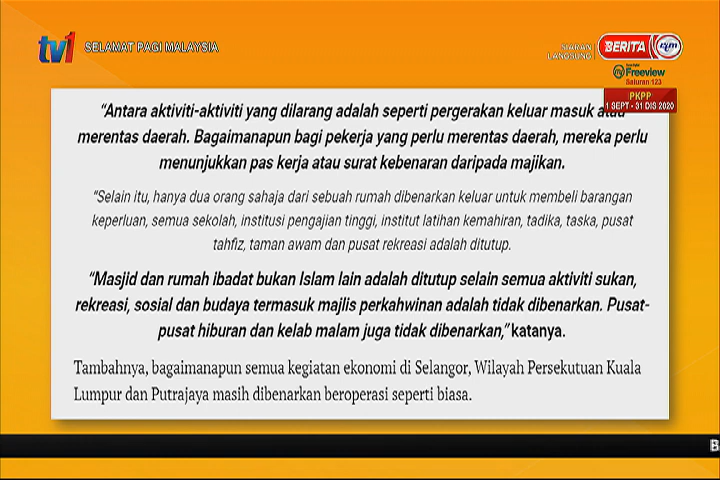 tv1
SELAMAT PAGI MALAYSIA
SIARAN
LANGSUNG
BERITA rtm
Freeview
Saluran 123
PKPP
1 SEPT - 31 DIS 2020
“Antara aktiviti-aktiviti yang dilarang adalah seperti pergerakan keluar masuk atau
merentas daerah. Bagaimanapun bagi pekerja yang perlu merentas daerah, mereka perlu
menunjukkan pas kerja atau surat kebenaran daripada majikan.
“Selain itu, hanya dua orang sahaja dari sebuah rumah dibenarkan keluar untuk membeli barangan
keperluan, semua sekolah, institusi pengajian tinggi, institut latihan kemahiran, tadika, taska, pusat
tahfiz, taman awam dan pusat rekreasi adalah ditutup.
“Masjid dan rumah ibadat bukan Islam lain adalah ditutup selain semua aktiviti sukan,
rekreasi, sosial dan budaya termasuk majlis perkahwinan adalah tidak dibenarkan. Pusat-
pusat hiburan dan kelab malam juga tidak dibenarkan,” katanya.
Tambahnya, bagaimanapun semua kegiatan ekonomi di Selangor, Wilayah Persekutuan Kuala
Lumpur dan Putrajaya masih dibenarkan beroperasi seperti biasa.
B